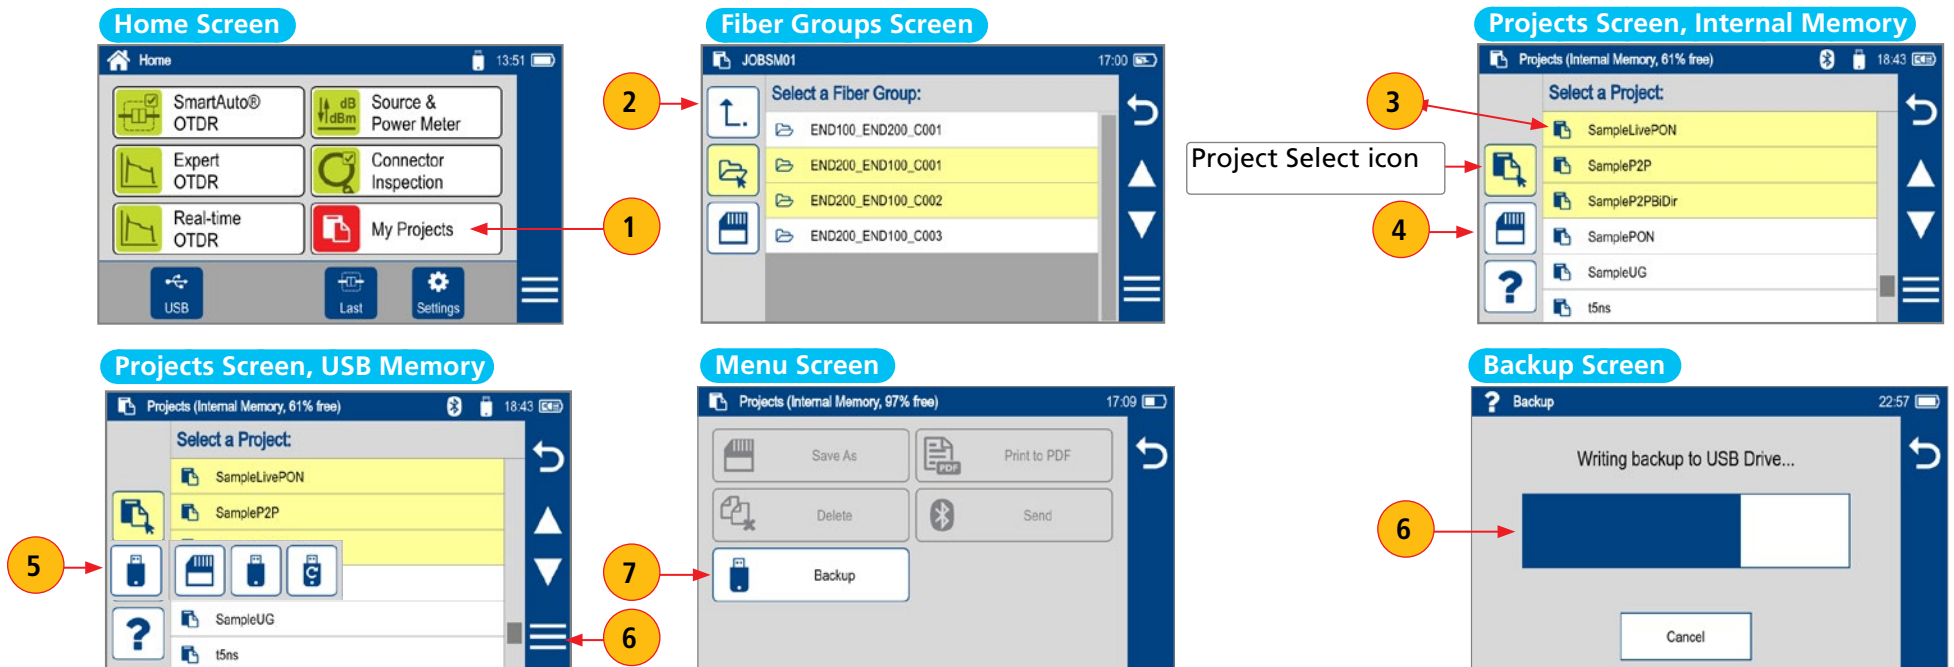 Home Screen
Home
13:51
SmartAuto®
OTDR
Source &
Power Meter
Expert
OTDR
Connector
Inspection
Real-time
OTDR
My Projects
USB
Last
Settings
1
Fiber Groups Screen
JOBSM01
17:00
2
Select a Fiber Group:
END100_END200_C001
END200_END100_C001
END200_END100_C002
END200_END100_C003
Projects Screen, Internal Memory
Projects (Internal Memory, 61% free)
18:43
3
Select a Project:
SampleLivePON
Project Select icon
SampleP2P
SampleP2PBiDir
4
SamplePON
SampleUG
t5ns
Projects Screen, USB Memory
Projects (Internal Memory, 61% free)
18:43
Select a Project:
SampleLivePON
SampleP2P
5
SampleUG
6
t5ns
Menu Screen
Projects (Internal Memory, 97% free)
17:09
Save As
PDF
Print to PDF
Delete
Send
7
Backup
Backup Screen
Backup
22:57
Writing backup to USB Drive...
6
Cancel